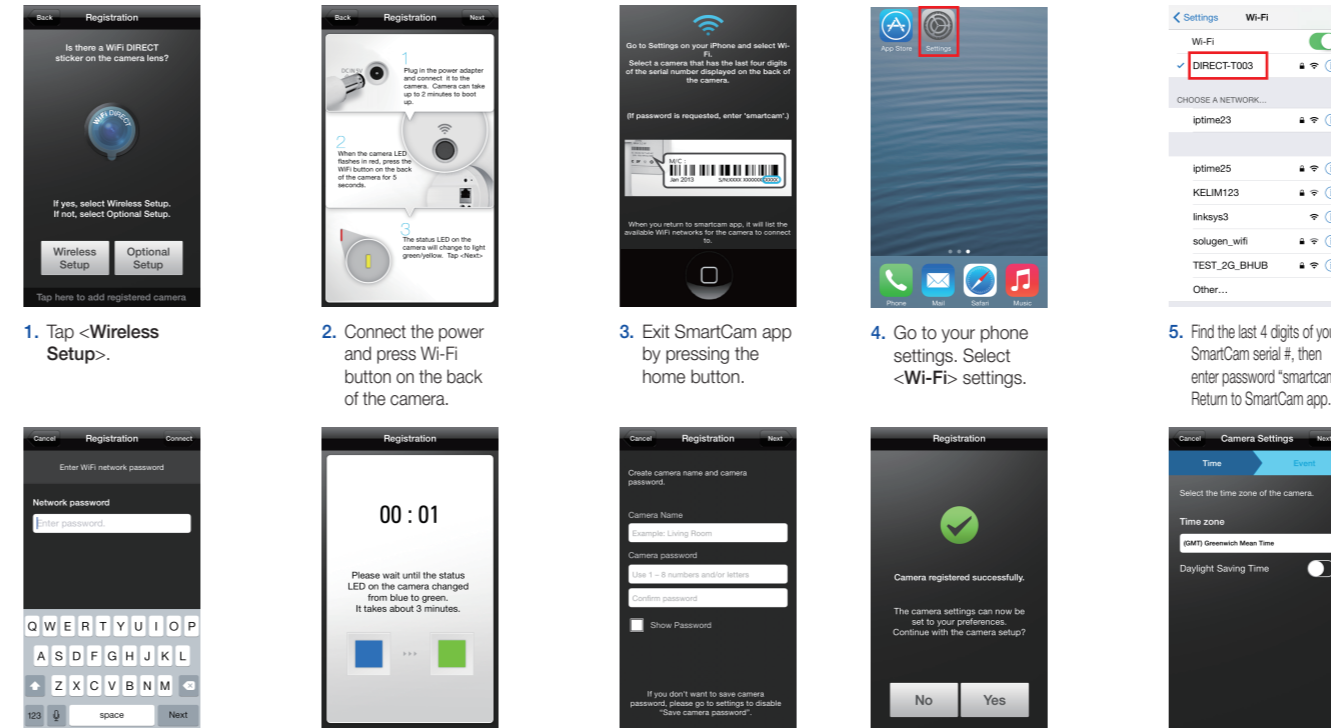 Back Registration
Is there a WiFi DIRECT
sticker on the camera lens?
WiFi DIRECT
If yes, select Wireless Setup.
If not, select Optional Setup.
Wireless
Setup
Optional
Setup
Tap here to add registered camera
1. Tap <Wireless
Setup>.
Back Registration Next
1
Plug in the power adapter
and connect it to the
camera. Camera can take
up to 2 minutes to boot
up.
2
When the camera LED
flashes in red, press the
WiFi button on the back
of the camera for 5
seconds.
3
The status LED on the
camera will change to light
green/yellow. Tap <Next>
2. Connect the power
and press Wi-Fi
button on the back
of the camera.
Go to Settings on your iPhone and select Wi-
Fi.
Select a camera that has the last four digits
of the serial number displayed on the back of
the camera.
(If password is requested, enter 'smartcam'.)
M/C :
Jan 2013
When you return to smartcam app, it will list the
available WiFi networks for the camera to connect
to.
3. Exit SmartCam app
by pressing the
home button.
App Store Settings
Phone Mail Safari Music
4. Go to your phone
settings. Select
<Wi-Fi> settings.
Settings Wi-Fi
Wi-Fi
DIRECT-T003
CHOOSE A NETWORK...
iptime23
iptime25
KELIM123
linksys3
solugen_wifi
TEST_2G_BHUB
Other...
5. Find the last 4 digits of you
SmartCam serial #, then
enter password “smartcam
Return to SmartCam app.
Cancel Registration Connect
Enter WiFi network password
Network password
Enter password.
Q W E R T Y U I O P
A S D F G H J K L
Z X C V B N M
123 space Next
Registration
00 : 01
Please wait until the status
LED on the camera changed
from blue to green.
It takes about 3 minutes.
Cancel Registration Next
Create camera name and camera
password.
Camera Name
Example: Living Room
Camera password
Use 1 – 8 numbers and/or letters
Confirm password
Show Password
If you don't want to save camera
password, please go to settings to disable
"Save camera password".
Registration
Camera registered successfully.
The camera settings can now be
set to your preferences.
Continue with the camera setup?
No Yes
Cancel Camera Settings Next
Time Event
Select the time zone of the camera.
Time zone
(GMT) Greenwich Mean Time
Daylight Saving Time